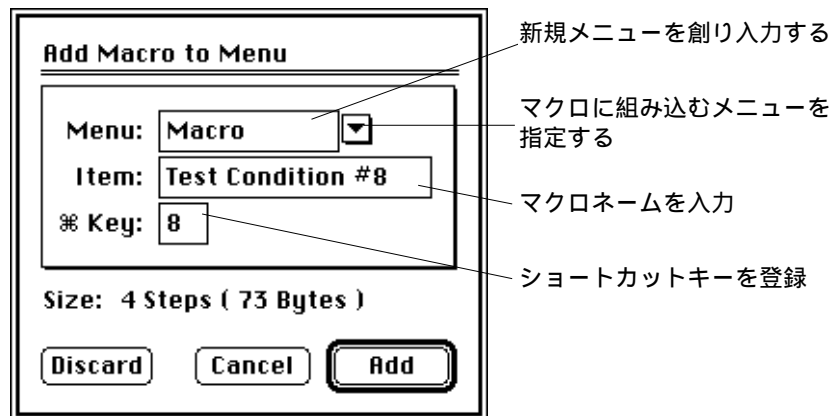 Add Macro to Menu
Menu: Macro
Item: Test Condition #8
⌘ Key: 8
Size: 4 Steps ( 73 Bytes )
Discard Cancel Add
新規メニューを創り入力する
マクロに組み込むメニューを
指定する
マクロネームを入力
ショートカットキーを登録